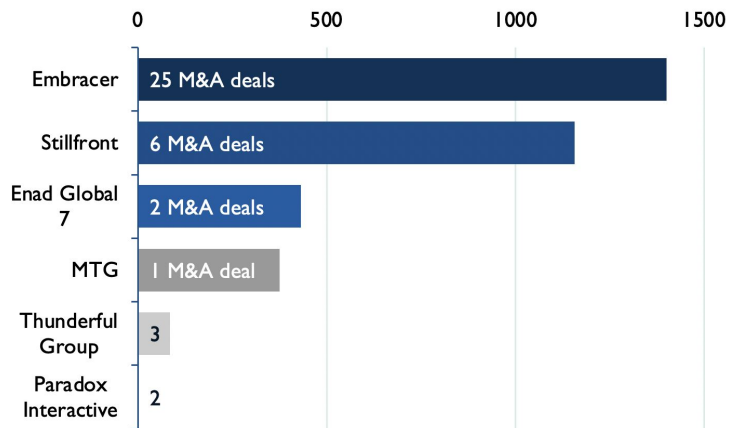 0 500 1000 1500
Embracer 25 M&A deals
Stillfront 6 M&A deals
Enad Global
7
2 M&A deals
MTG 1 M&A deal
Thunderful
Group
3
Paradox
Interactive
2